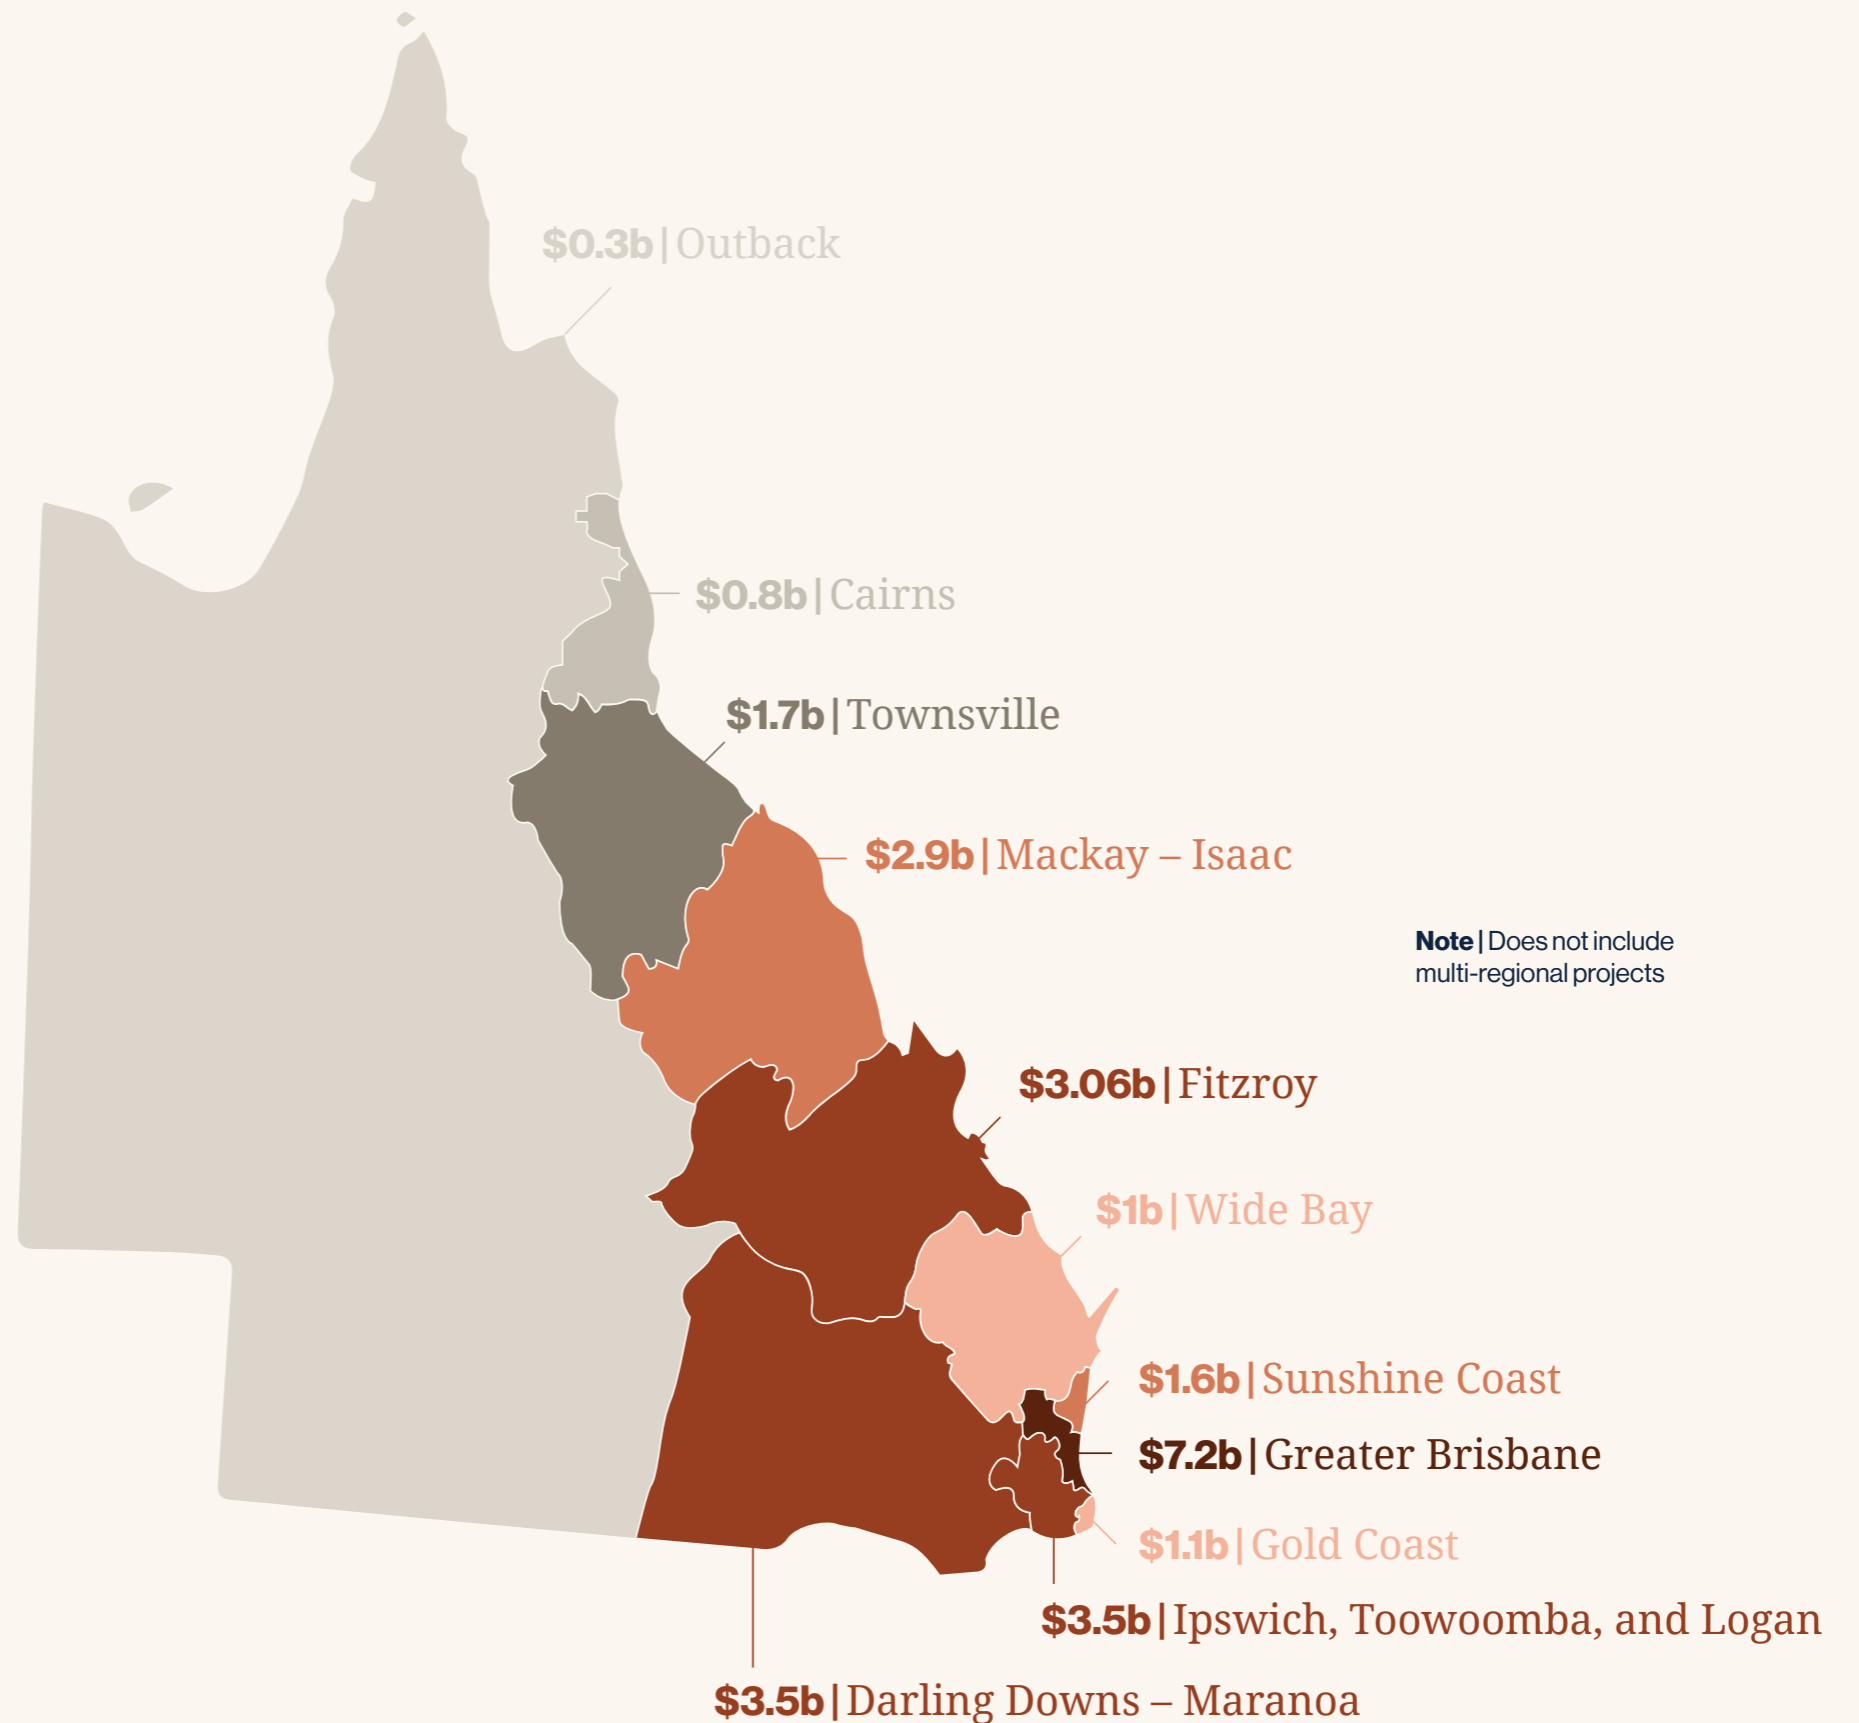 $0.3b | Outback
$0.8b | Cairns
$1.7b | Townsville
$2.9b | Mackay – Isaac
Note | Does not include
multi-regional projects
$3.06b | Fitzroy
$1b | Wide Bay
$1.6b | Sunshine Coast
$7.2b | Greater Brisbane
$1.1b | Gold Coast
$3.5b | Ipswich, Toowoomba, and Logan
$3.5b | Darling Downs – Maranoa